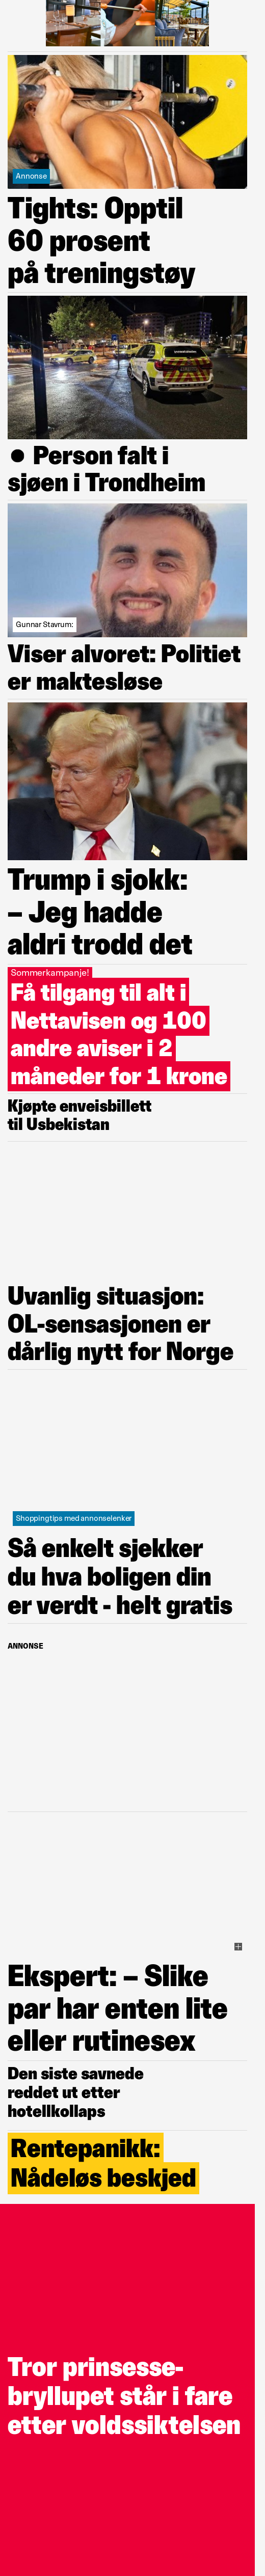 Annonse
Tights: Opptil
60 prosent
på treningstøy
● Person falt i
sjøen i Trondheim
Gunnar Stavrum:
Viser alvoret: Politiet
er maktesløse
Trump i sjokk:
– Jeg hadde
aldri trodd det
Sommerkampanje!
Få tilgang til alt i
Nettavisen og 100
andre aviser i 2
måneder for 1 krone
Kjøpte enveisbillett
til Usbekistan
Uvanlig situasjon:
OL-sensasjonen er
dårlig nytt for Norge
Shoppingtips med annonselenker
Så enkelt sjekker
du hva boligen din
er verdt - helt gratis
ANNONSE
Ekspert: – Slike
par har enten lite
eller rutinesex
Den siste savnede
reddet ut etter
hotellkollaps
Rentepanikk:
Nådeløs beskjed
Tror prinsesse-
bryllupet står i fare
etter voldssiktelsen